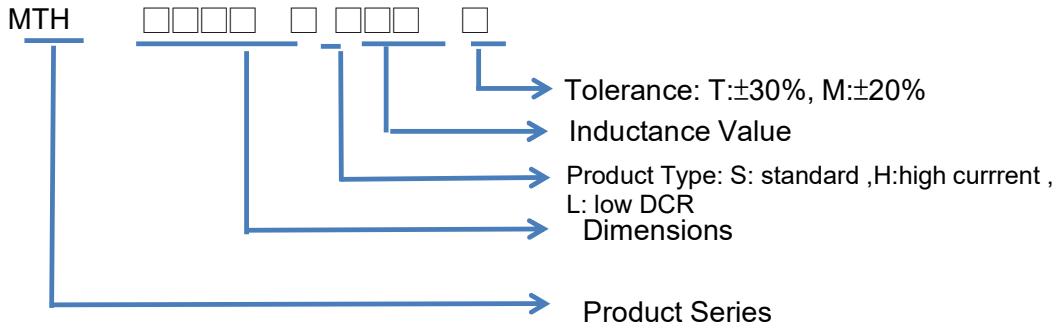 MTH □□□□ □ □□□ □
Tolerance: T:±30%, M:±20%
Inductance Value
Product Type: S: standard ,H:high currrent ,
L: low DCR
Dimensions
Product Series